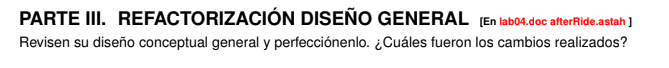 PARTE III. REFACTORIZACIÓN DISEÑO GENERAL [En lab04.doc afterRide.astah ]
Revisen su diseño conceptual general y perfecciónenlo. ¿Cuáles fueron los cambios realizados?